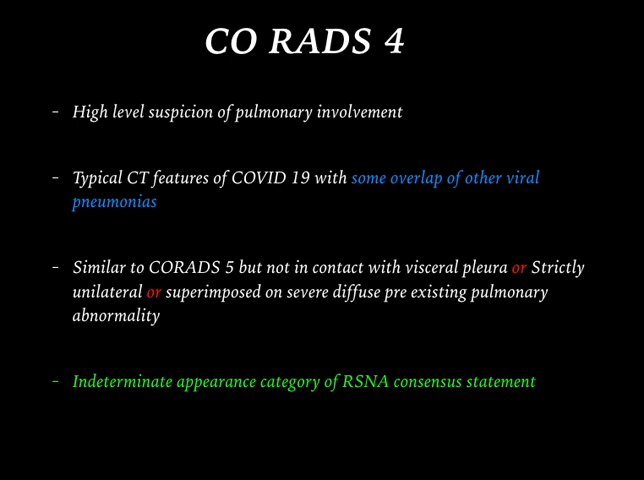 CO RADS 4
- High level suspicion of pulmonary involvement
- Typical CT features of COVID 19 with some overlap of other viral
pneumonias
- Similar to CORADS 5 but not in contact with visceral pleura or Strictly
unilateral or superimposed on severe diffuse pre existing pulmonary
abnormality
- Indeterminate appearance category of RSNA consensus statement